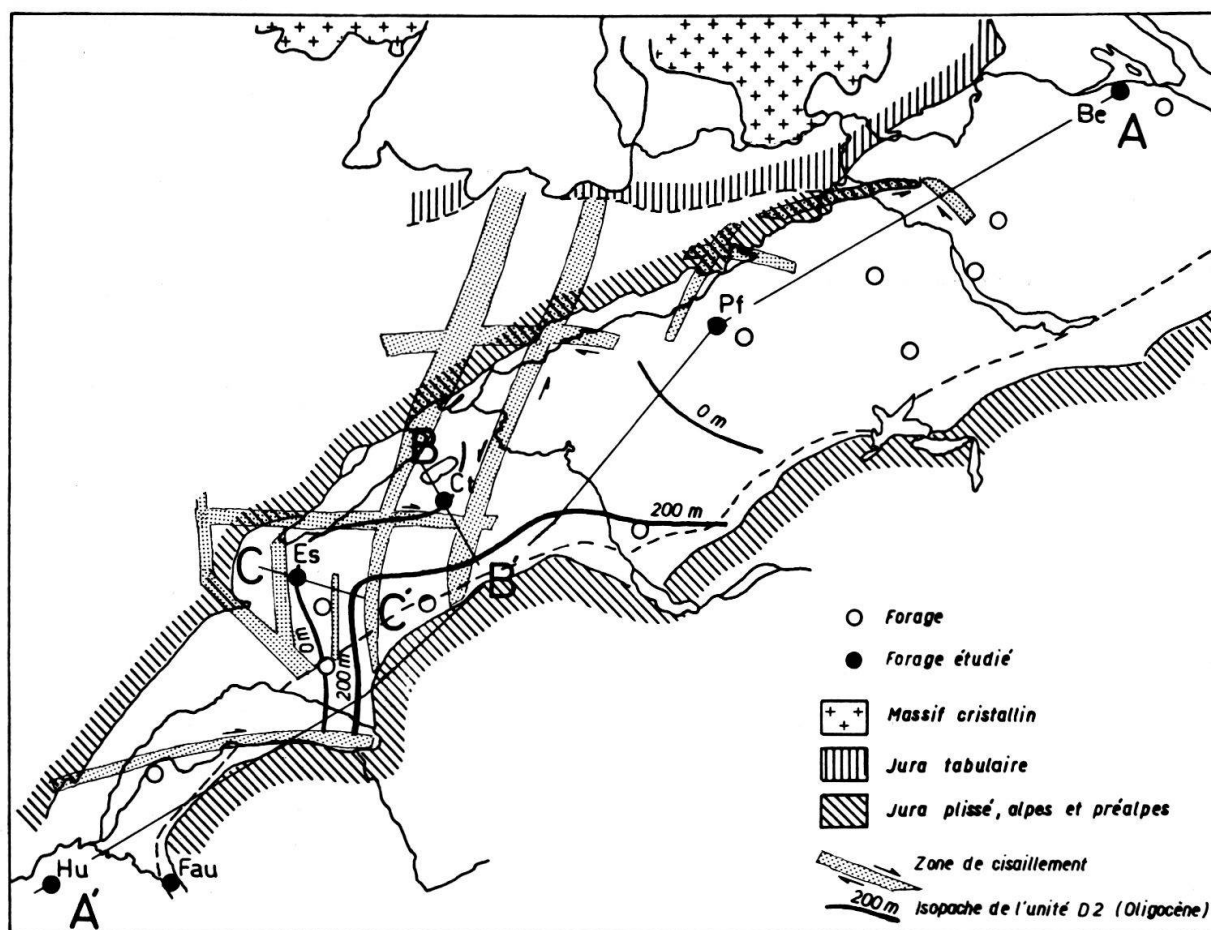 Be
A
Pf
0 m
B
Ct
200 m
Es
C
B'
C'
0 m
200 m
Hu
Fau
A'
Forage
Forage étudié
Massif cristallin
Jura tabulaire
Jura plissé, alpes et préalpes
Zone de cisaillement
200 m Isopache de l'unité D2 (Oligocène)